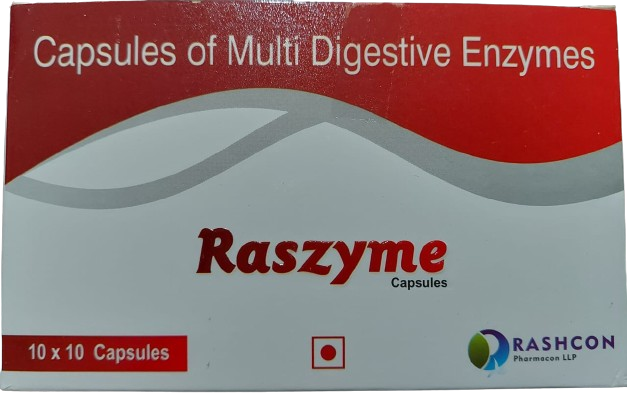 Capsules of Multi Digestive Enzymes
Raszyme
Capsules
10 x 10 Capsules
RASHCON
Pharmacon LLP